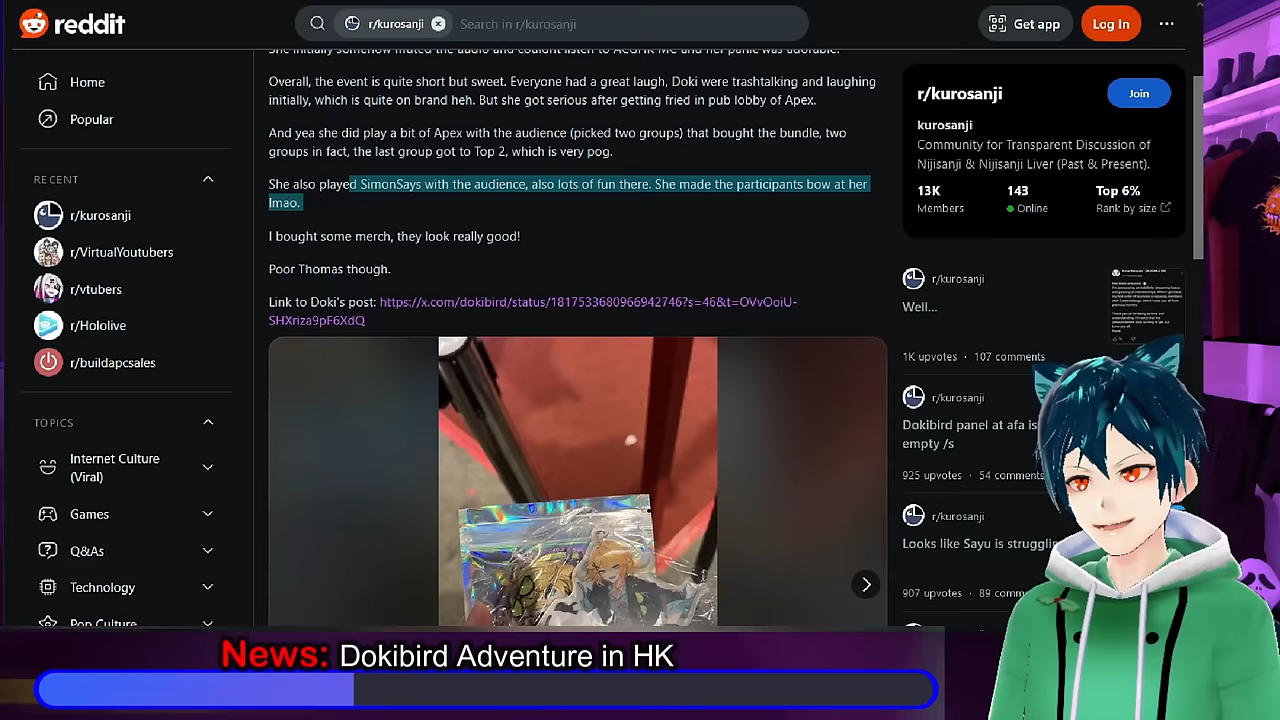 reddit
r/kurosanji
Search in r/kurosanji
Get app
Log In
Home
Popular
RECENT
r/kurosanji
r/VirtualYoutubers
r/vtubers
r/Hololive
r/buildapcsales
TOPICS
Internet Culture
(Viral)
Games
Q&As
Technology
Pop Culture
Overall, the event is quite short but sweet. Everyone had a great laugh, Doki were trashtalking and laughing
initially, which is quite on brand heh. But she got serious after getting fried in pub lobby of Apex.
And yea she did play a bit of Apex with the audience (picked two groups) that bought the bundle, two
groups in fact, the last group got to Top 2, which is very pog.
She also played SimonSays with the audience, also lots of fun there. She made the participants bow at her
lmao.
I bought some merch, they look really good!
Poor Thomas though.
Link to Doki's post: https://x.com/dokibird/status/1817533680966942746?s=46&t=OVvOoiU-
SHXriza9pF6XdQ
r/kurosanji
Join
kurosanji
Community for Transparent Discussion of
Nijisanji & Nijisanji Liver (Past & Present).
13K
143
Top 6%
Members
Online
Rank by size
r/kurosanji
Well...
1K upvotes · 107 comments
r/kurosanji
Dokibird panel at afa is
empty /s
925 upvotes · 54 comments
r/kurosanji
Looks like Sayu is struggling
907 upvotes · 89 comm
News: Dokibird Adventure in HK